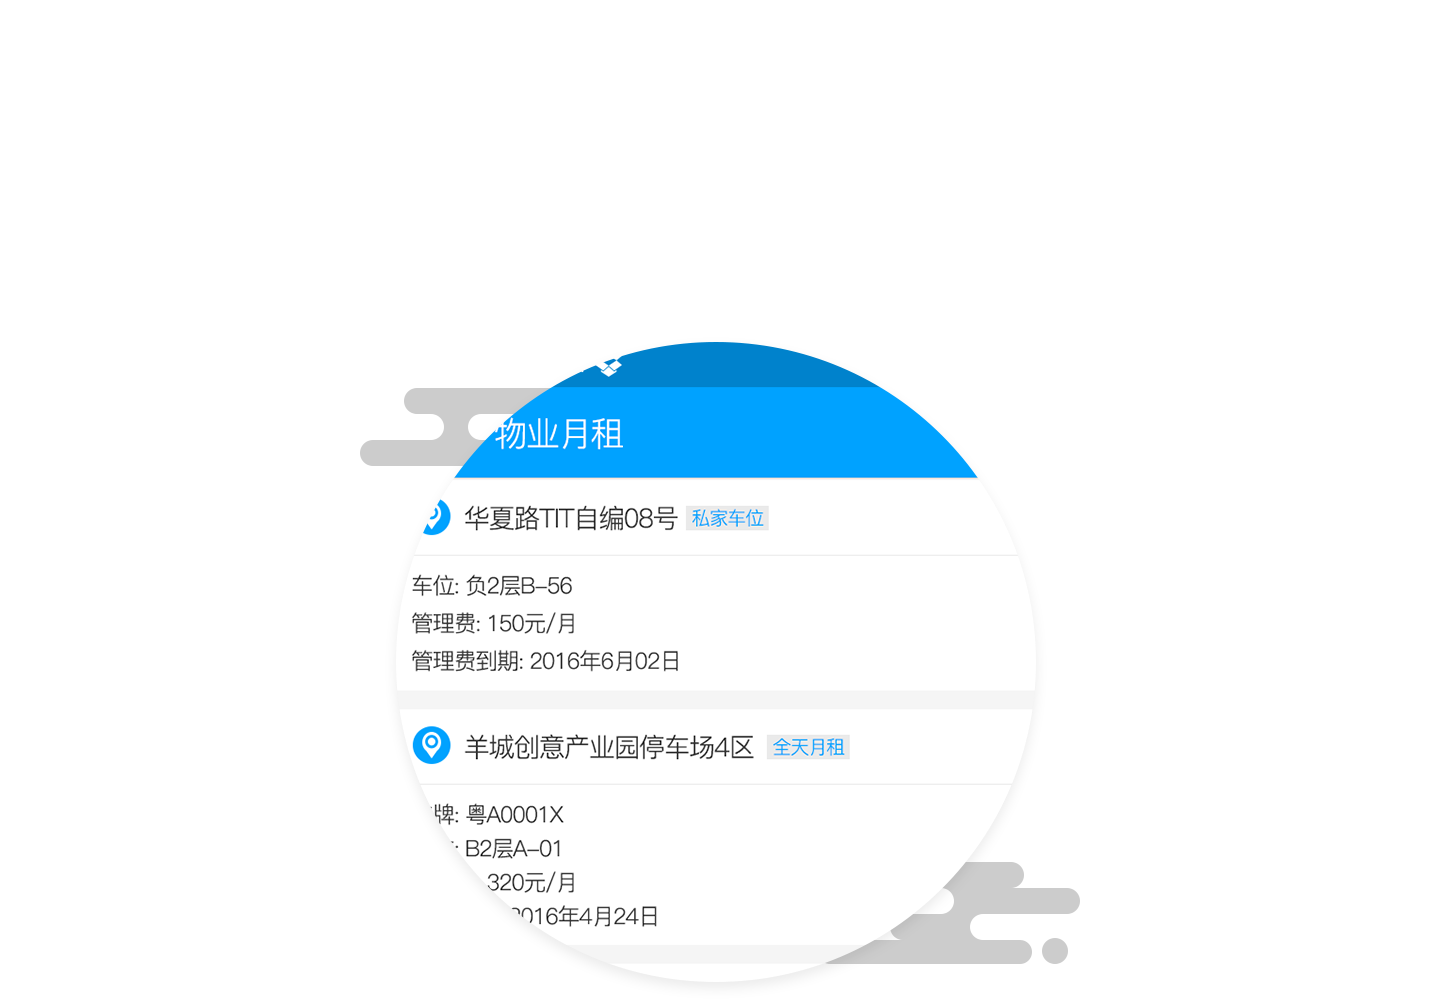 物业月租
华夏路TIT自编08号 私家车位
车位: 负2层B-56
管理费: 150元/月
管理费到期: 2016年6月02日
羊城创意产业园停车场4区 全天月租
牌: 粤A0001X
B2层A-01
320元/月
2016年4月24日